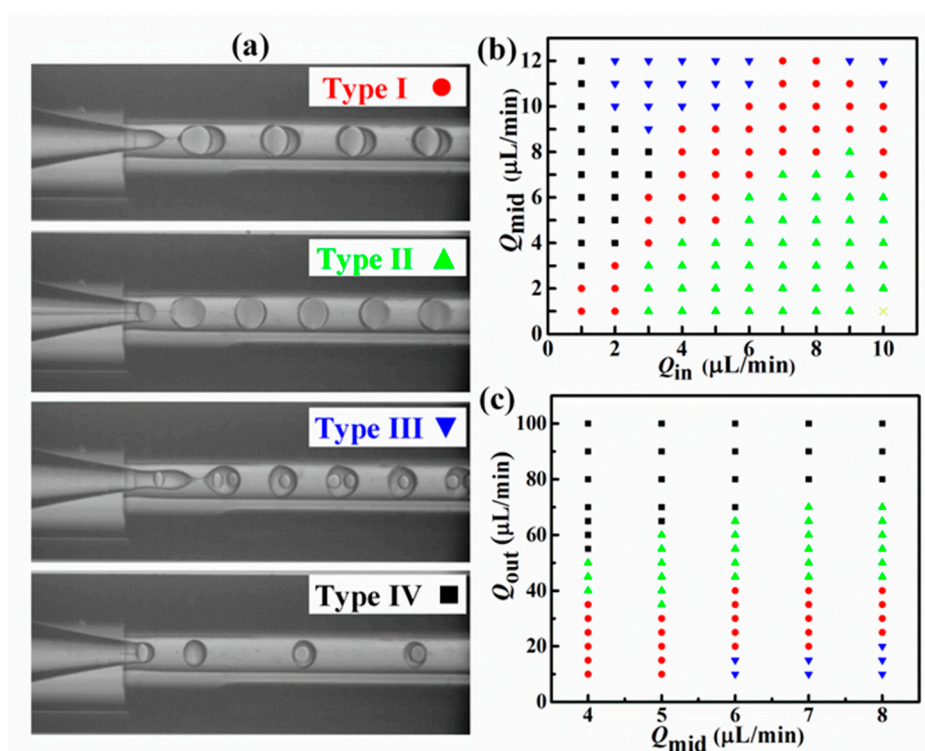 (a)
Type I
Type II
Type III
Type IV
(b)
Qmid (μL/min)
12
10
8
6
4
2
0
0 2 4 6 8 10
Qin (μL/min)
(c)
Qout (μL/min)
100
80
60
40
20
0
4 5 6 7 8
Qmid (μL/min)